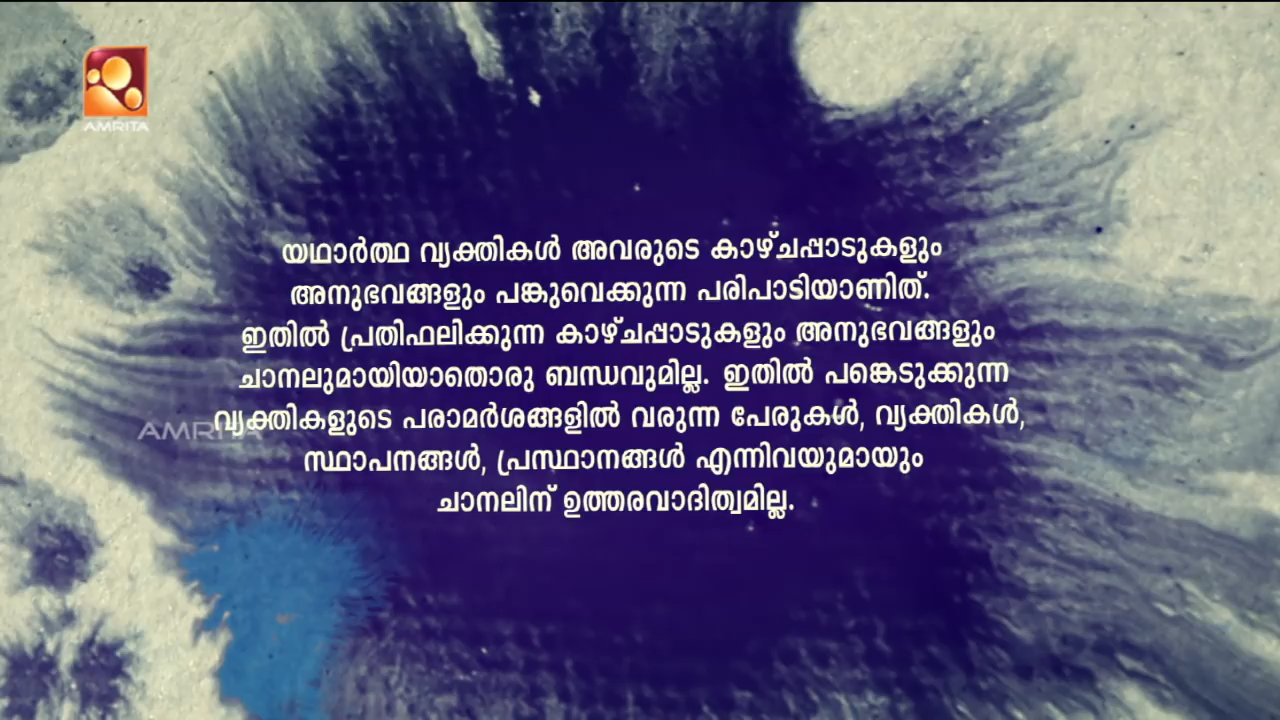 AMRITA
യഥാർത്ഥ വ്യക്തികൾ അവരുടെ കാഴ്ചപ്പാടുകളും
അനുഭവങ്ങളും പങ്കുവെക്കുന്ന പരിപാടിയാണിത്.
ഇതിൽ പ്രതിഫലിക്കുന്ന കാഴ്ചപ്പാടുകളും അനുഭവങ്ങളും
ചാനലുമായിയാതൊരു ബന്ധവുമില്ല. ഇതിൽ പങ്കെടുക്കുന്ന
AMRITA
വ്യക്തികളുടെ പരാമർശങ്ങളിൽ വരുന്ന പേരുകൾ, വ്യക്തികൾ,
സ്ഥാപനങ്ങൾ, പ്രസ്ഥാനങ്ങൾ എന്നിവയുമായും
ചാനലിന് ഉത്തരവാദിത്വമില്ല.